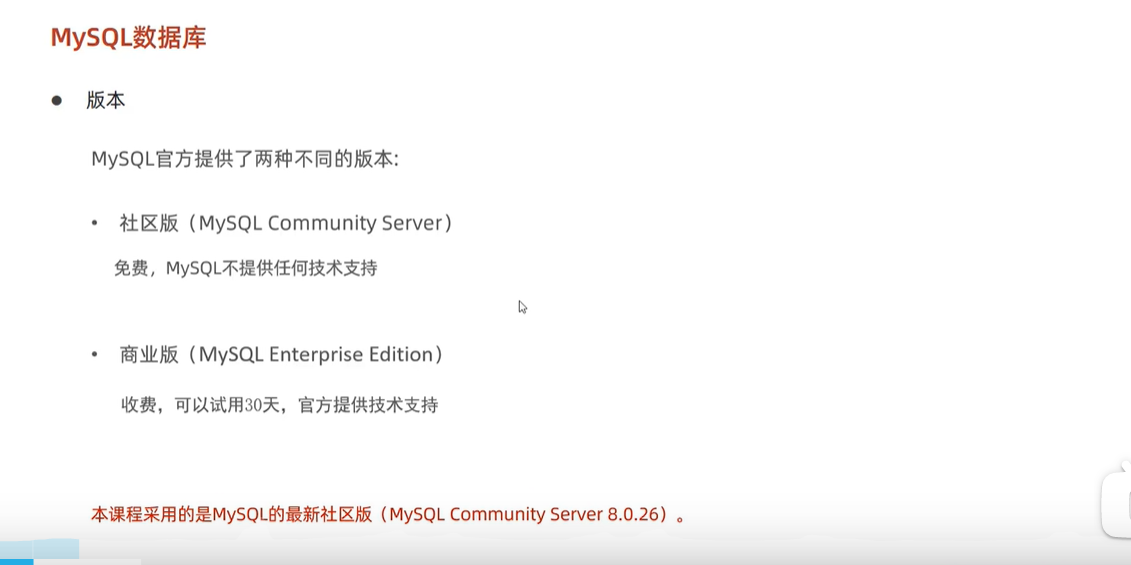 MySQL数据库
● 版本
MySQL官方提供了两种不同的版本:
• 社区版（MySQL Community Server）
免费，MySQL不提供任何技术支持
• 商业版（MySQL Enterprise Edition）
收费，可以试用30天，官方提供技术支持
本课程采用的是MySQL的最新社区版（MySQL Community Server 8.0.26）。